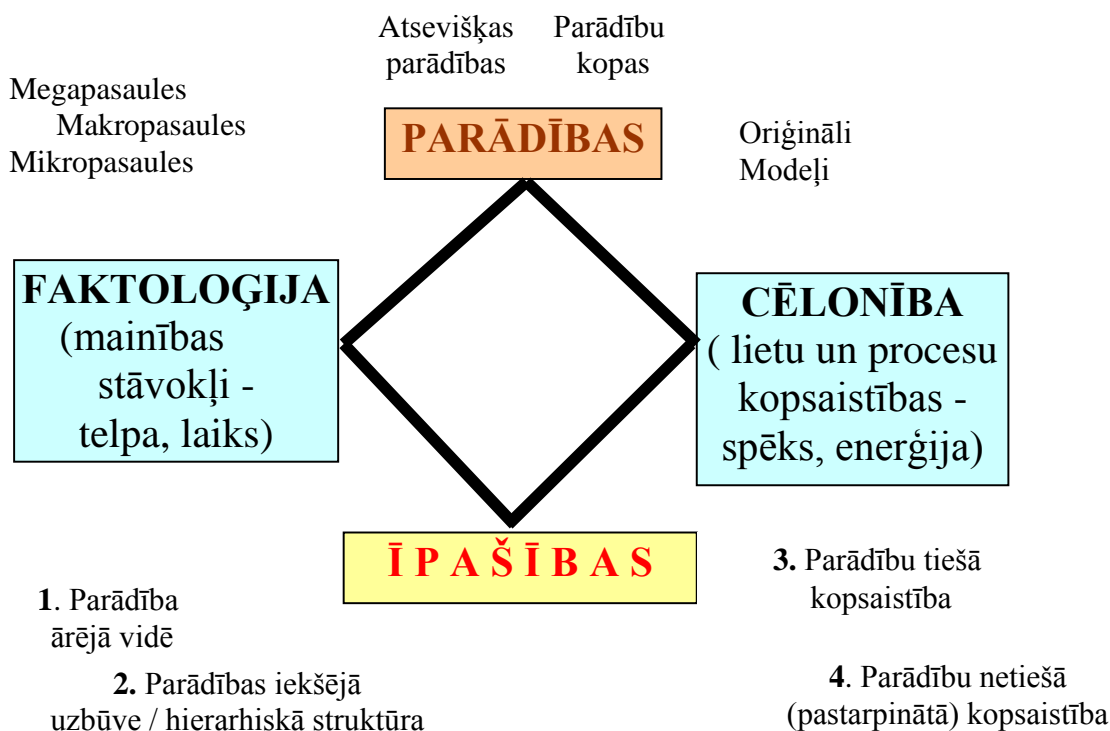 Atsevišķas Parādību
parādības kopas
Megapasaules
Makropasaules
Mikropasaules
PARĀDĪBAS
Oriģināli
Modeļi
FAKTOLOĢIJA
(mainības
stāvokļi -
telpa, laiks)
CĒLONĪBA
( lietu un procesu
kopsaistības -
spēks, enerģija)
Ī P A Š Ī B A S
1. Parādība
ārējā vidē
2. Parādības iekšējā
uzbūve / hierarhiskā struktūra
3. Parādību tiešā
kopsaistība
4. Parādību netiešā
(pastarpinātā) kopsaistība